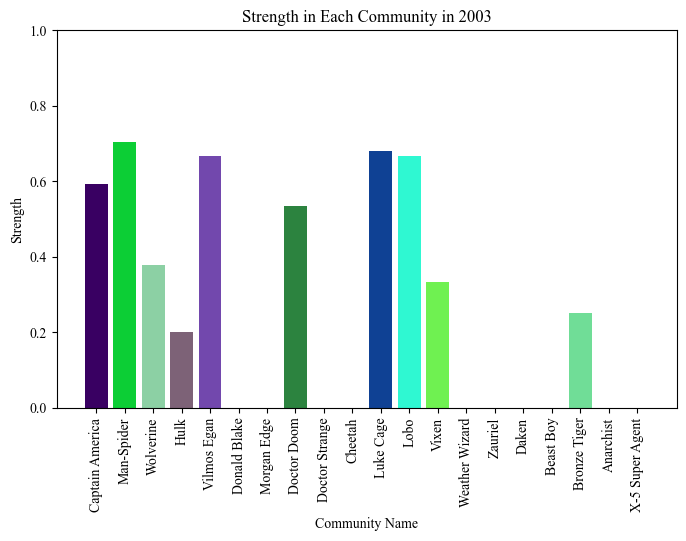 Strength in Each Community in 2003
Strength
1.0
0.8
0.6
0.4
0.2
0.0
Captain America
Man-Spider
Wolverine
Hulk
Vilmos Egan
Donald Blake
Morgan Edge
Doctor Doom
Doctor Strange
Cheetah
Luke Cage
Lobo
Vixen
Weather Wizard
Zauriel
Daken
Beast Boy
Bronze Tiger
Anarchist
X-5 Super Agent
Community Name